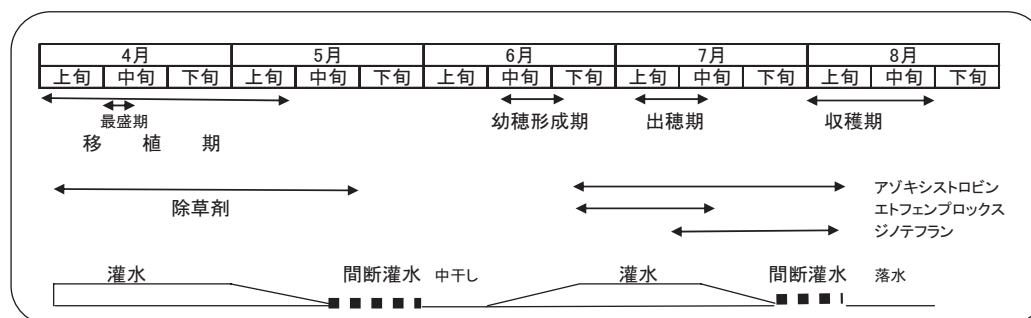 4月 5月 6月 7月 8月
上旬 中旬 下旬 上旬 中旬 下旬 上旬 中旬 下旬 上旬 中旬 下旬 上旬 中旬 下旬
最盛期 幼穂形成期 出穂期 収穫期
移植期
アゾキシストロビン
除草剤 エトフェンプロックス
ジノテフラン
灌水 間断灌水 中干し 灌水 間断灌水 落水